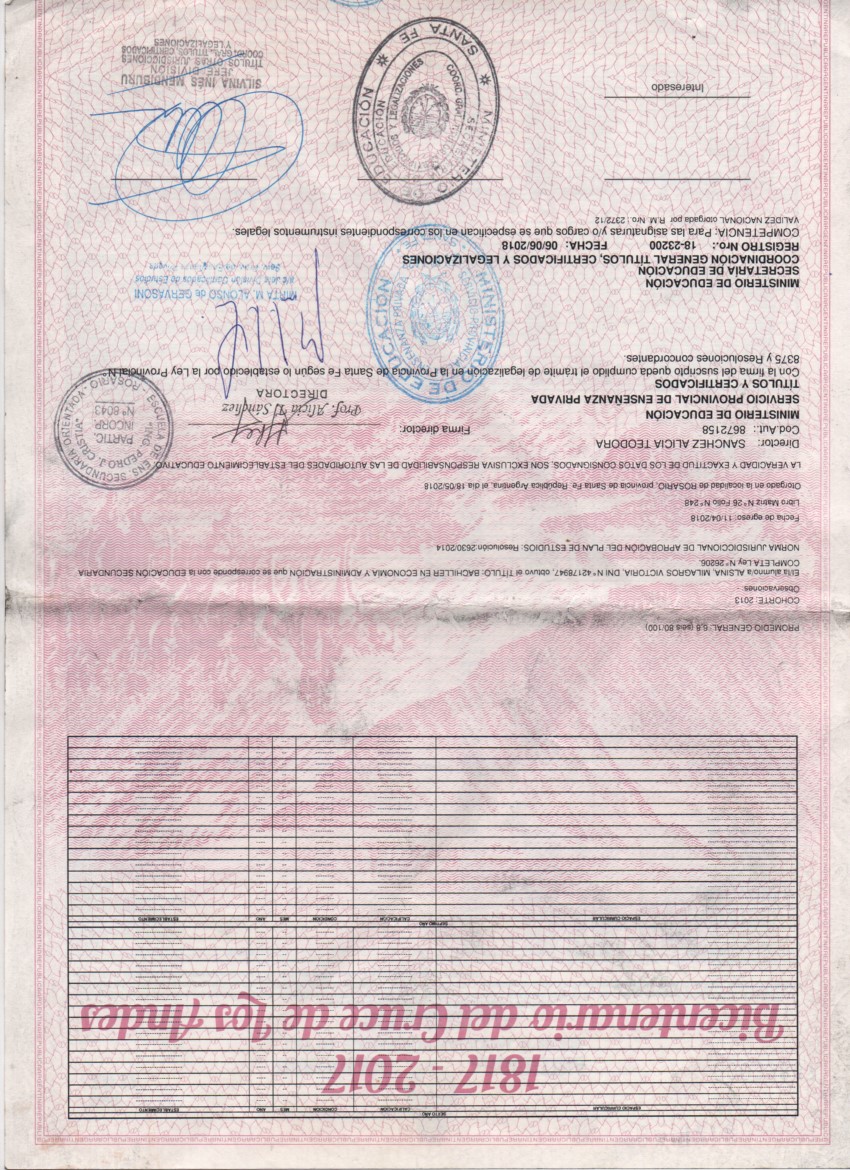 SEXTO AÑO
ESPACIO CURRICULAR CALIFICACIÓN CONDICIÓN MES AÑO ESTABLECIMIENTO
1817 - 2017
Bicentenario del Cruce de Los Andes
SÉPTIMO AÑO
ESPACIO CURRICULAR CALIFICACIÓN CONDICIÓN MES AÑO ESTABLECIMIENTO
PROMEDIO GENERAL: 6,8 (seis 80/100)
COHORTE: 2013
Observaciones:-
El/la alumno/a ALSINA, MILAGROS VICTORIA, DNI N° 42178947, obtuvo el TÍTULO: BACHILLER EN ECONOMÍA Y ADMINISTRACIÓN que se corresponde con la EDUCACIÓN SECUNDARIA
COMPLETA Ley N° 26206.
NORMA JURISDICCIONAL DE APROBACIÓN DEL PLAN DE ESTUDIOS: Resolución:2630/2014
Fecha de egreso: 11/04/2018
Libro Matriz N° 26 Folio N° 248
Otorgado en la localidad de ROSARIO, provincia de Santa Fe. República Argentina, el día 18/05/2018
LA VERACIDAD Y EXACTITUD DE LOS DATOS CONSIGNADOS, SON EXCLUSIVA RESPONSABILIDAD DE LAS AUTORIDADES DEL ESTABLECIMIENTO EDUCATIVO.
Director: SANCHEZ ALICIA TEODORA
Cod.Aut.: 8672158
Firma director:
Prof. Alicia T. Sánchez
DIRECTORA
ESCUELA DE ENS. SECUNDARIA ORIENTADA
"ING. PEDRO J. CRISTIA"
PARTIC.
INCORP.
N° 8043
ROSARIO
MINISTERIO DE EDUCACIÓN
SERVICIO PROVINCIAL DE ENSEÑANZA PRIVADA
TÍTULOS Y CERTIFICADOS
Con la firma del suscripto queda cumplido el trámite de legalización en la Provincia de Santa Fe según lo establecido por la Ley Provincial N°
8375 y Resoluciones concordantes.
MINISTERIO DE EDUCACIÓN
SANTA FE
MIRTA M. ALONSO de GERVASONI
División Certificados de Estudios
MINISTERIO DE EDUCACIÓN
SECRETARÍA DE EDUCACIÓN
COORDINACIÓN GENERAL TÍTULOS, CERTIFICADOS Y LEGALIZACIONES
REGISTRO Nro.: 18-23200 FECHA: 06/06/2018
COMPETENCIA: Para las asignaturas y/o cargos que se especifican en los correspondientes instrumentos legales.
VALIDEZ NACIONAL otorgada por R.M. Nro.: 2372/12
MINISTERIO DE EDUCACIÓN
SANTA FE
Interesado
SILVINA INÉS MENDIBURU
JEFE DIVISIÓN
TÍTULOS OTRAS JURISDICCIONES
COORD. GRAL. TÍTULOS, CERTIFICADOS
Y LEGALIZACIONES